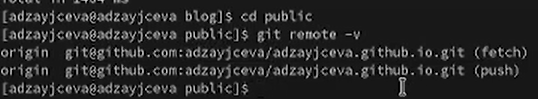 [adzayjceva@adzayjceva blog]$ cd public
[adzayjceva@adzayjceva public]$ git remote -v
origin git@github.com:adzayjceva/adzayjceva.github.io.git (fetch)
origin git@github.com:adzayjceva/adzayjceva.github.io.git (push)
[adzayjceva@adzayjceva public]$